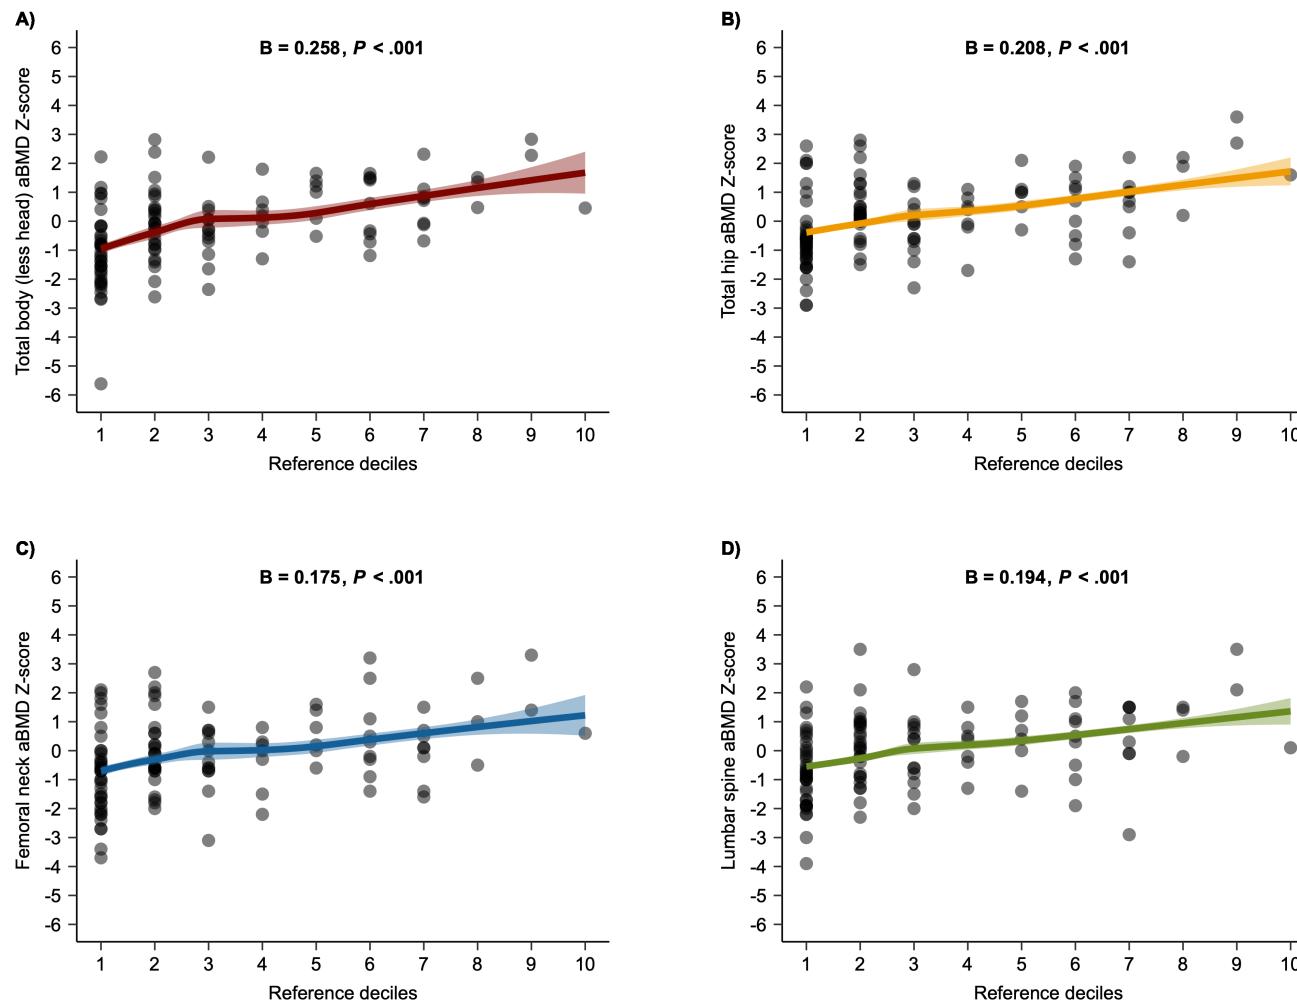 A)
B = 0.258, P < .001
Total body (less head) aBMD Z-score
6
5
4
3
2
1
0
-1
-2
-3
-4
-5
-6
1 2 3 4 5 6 7 8 9 10
Reference deciles
B)
B = 0.208, P < .001
Total hip aBMD Z-score
6
5
4
3
2
1
0
-1
-2
-3
-4
-5
-6
1 2 3 4 5 6 7 8 9 10
Reference deciles
C)
B = 0.175, P < .001
Femoral neck aBMD Z-score
6
5
4
3
2
1
0
-1
-2
-3
-4
-5
-6
1 2 3 4 5 6 7 8 9 10
Reference deciles
D)
B = 0.194, P < .001
Lumbar spine aBMD Z-score
6
5
4
3
2
1
0
-1
-2
-3
-4
-5
-6
1 2 3 4 5 6 7 8 9 10
Reference deciles